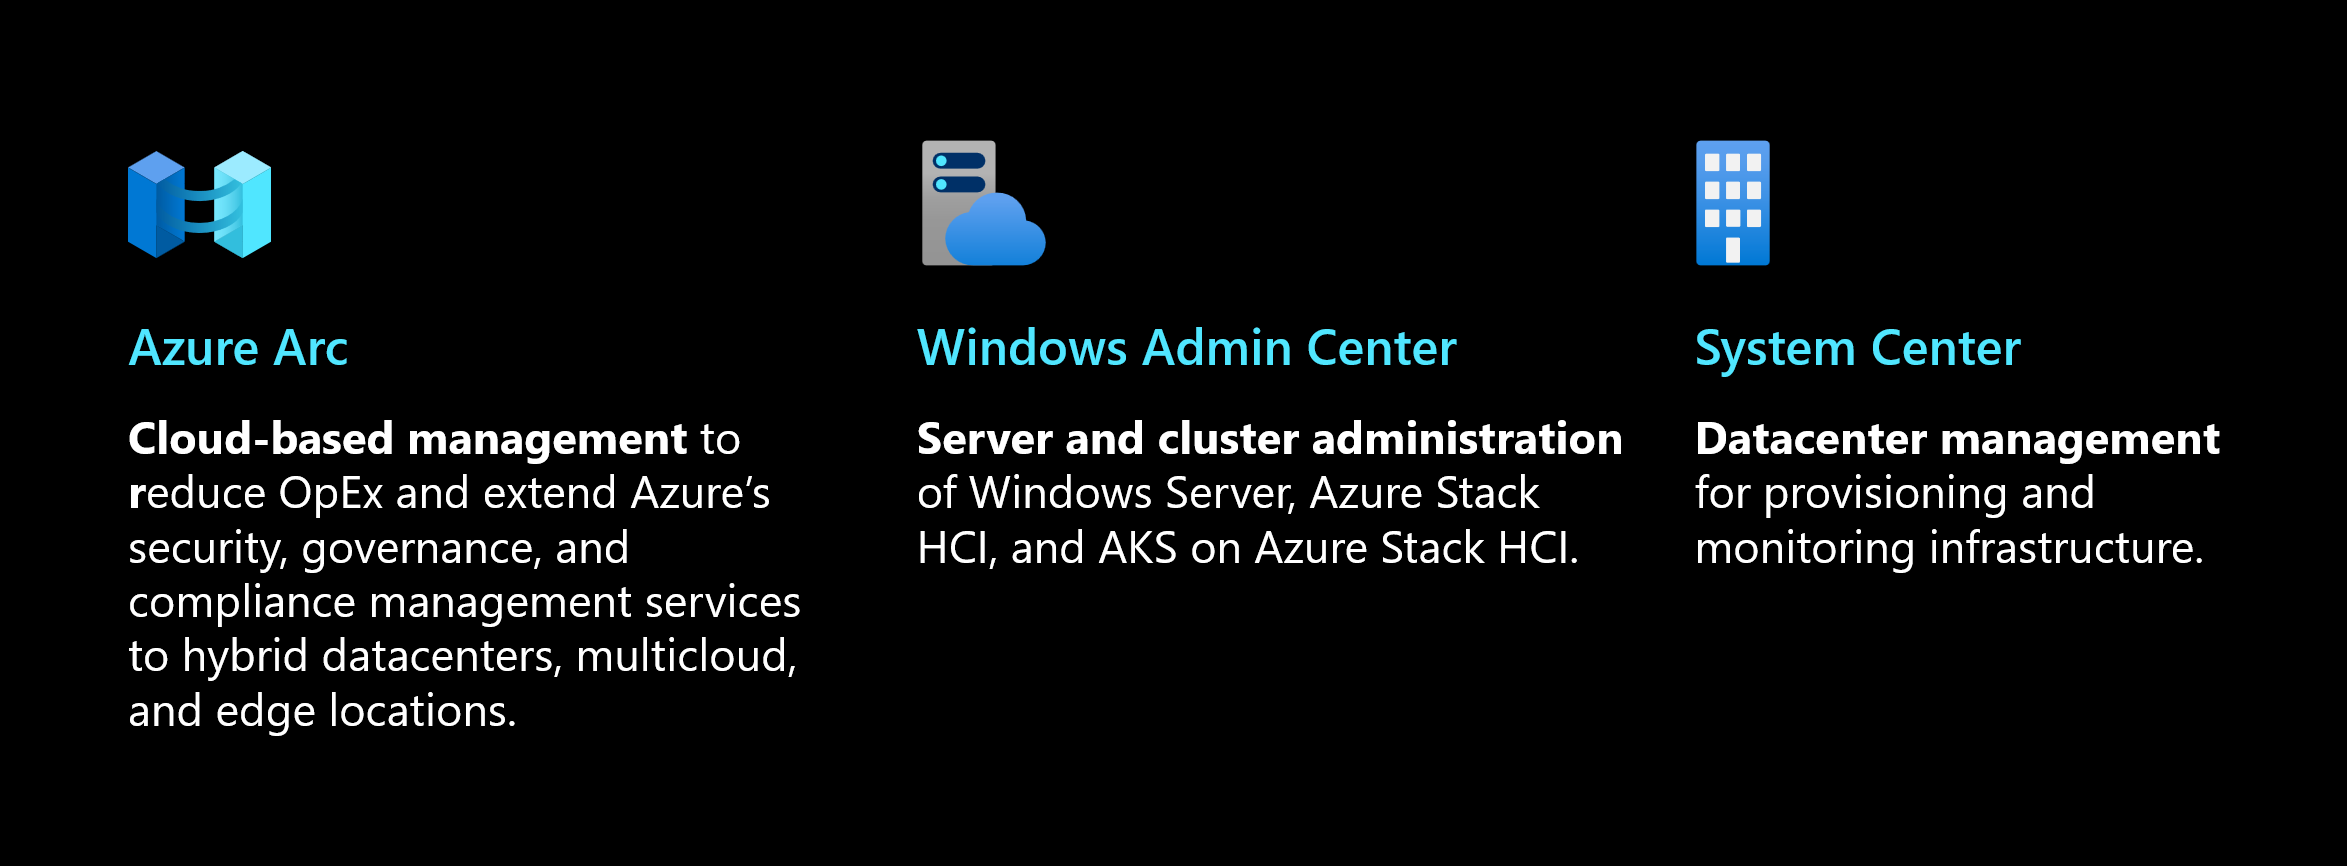 Azure Arc
Cloud-based management to
reduce OpEx and extend Azure’s
security, governance, and
compliance management services
to hybrid datacenters, multicloud,
and edge locations.
Windows Admin Center
Server and cluster administration
of Windows Server, Azure Stack
HCI, and AKS on Azure Stack HCI.
System Center
Datacenter management
for provisioning and
monitoring infrastructure.